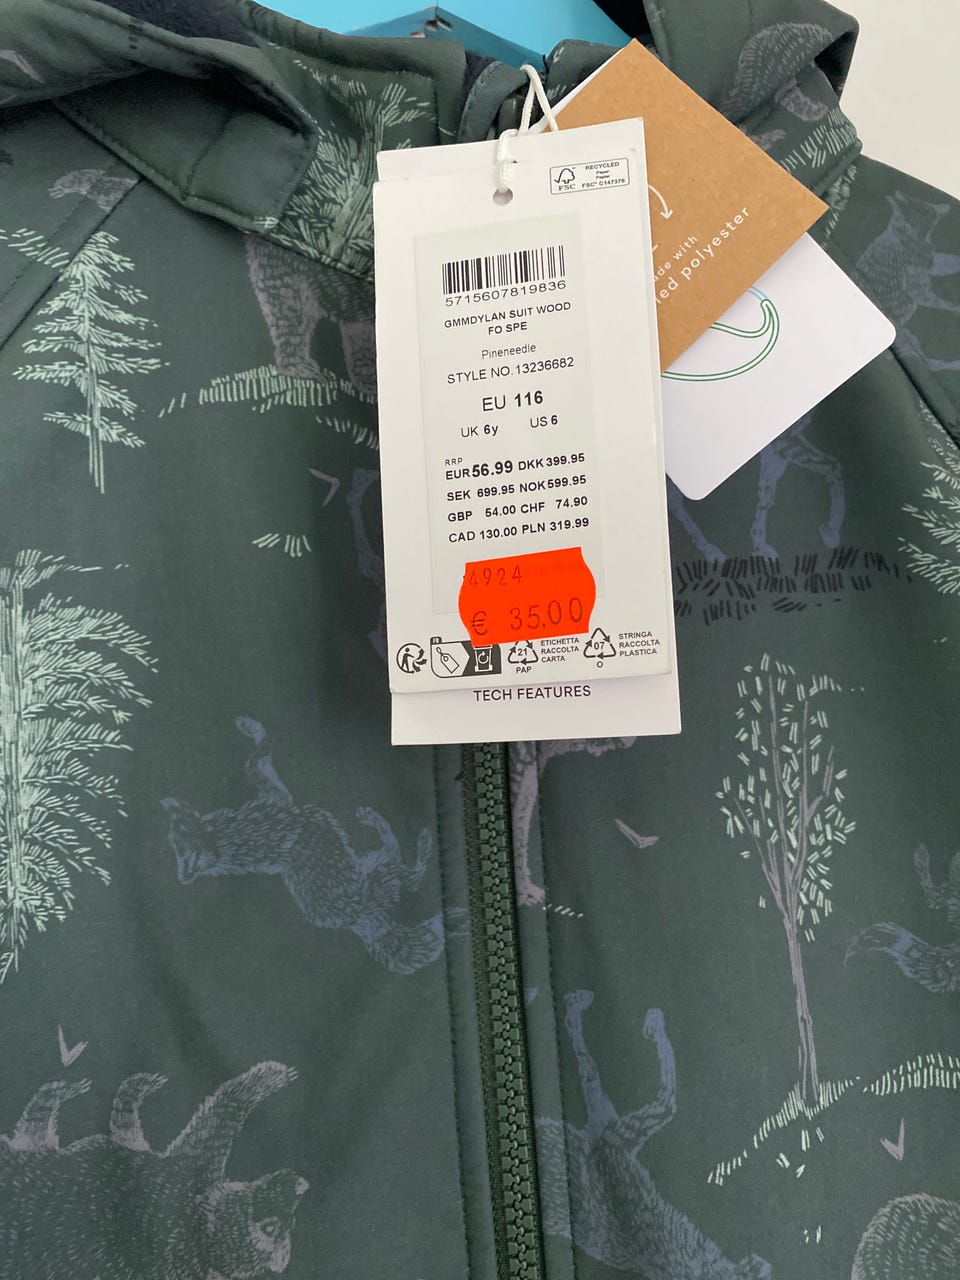 RECYCLED
Paper
Papier
FSC
FSC® C147376
5715607819836
GMMDYLAN SUIT WOOD
FO SPE
Pineneedle
STYLE NO. 13236682
EU 116
UK 6y US 6
RRP
EUR 56.99 DKK 399.95
SEK 699.95 NOK 599.95
GBP 54.00 CHF 74.90
CAD 130.00 PLN 319.99
4924
€ 35.00
FR
21
PAP
ETICHETTA
RACCOLTA
CARTA
07
O
STRINGA
RACCOLTA
PLASTICA
TECH FEATURES
with
polyester